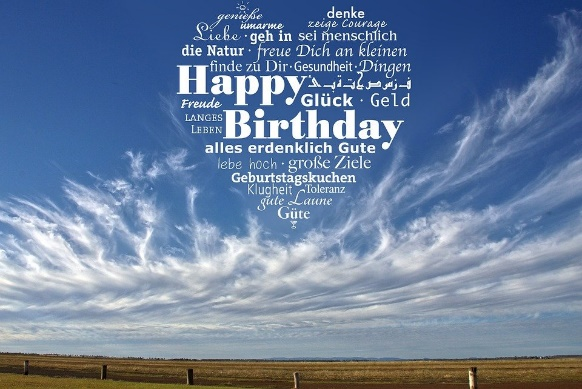 genieße denke
umarme zeige Courage
Liebe · geh in sei menschlich
die Natur · freue Dich an kleinen
finde zu Dir · Gesundheit · Dingen
Happy
Freude Glück · Geld
LANGES
LEBEN Birthday
alles erdenklich Gute
lebe hoch · große Ziele
Geburtstagskuchen
Klugheit Toleranz
gute Laune
Güte